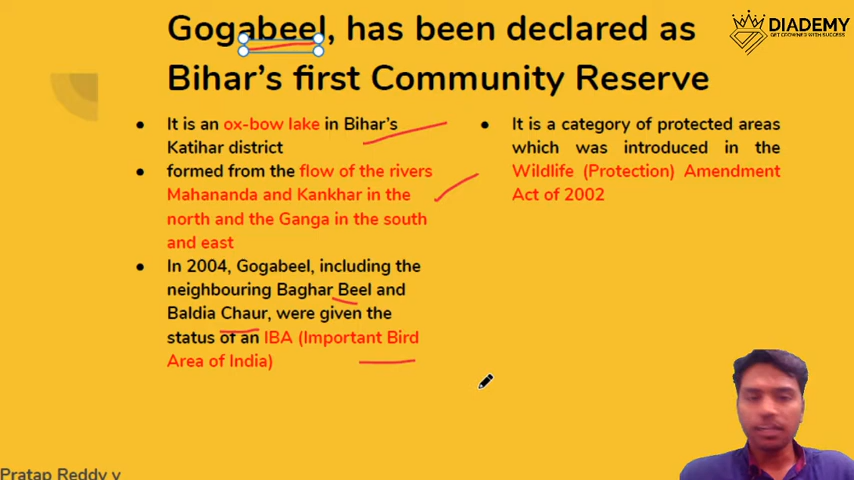 Gogabeel, has been declared as
Bihar's first Community Reserve
DIADEMY
GET CROWNED WITH SUCCESS
● It is an ox-bow lake in Bihar's
Katihar district
● formed from the flow of the rivers
Mahananda and Kankhar in the
north and the Ganga in the south
and east
● In 2004, Gogabeel, including the
neighbouring Baghar Beel and
Baldia Chaur, were given the
status of an IBA (Important Bird
Area of India)
● It is a category of protected areas
which was introduced in the
Wildlife (Protection) Amendment
Act of 2002
Pratap Reddy y